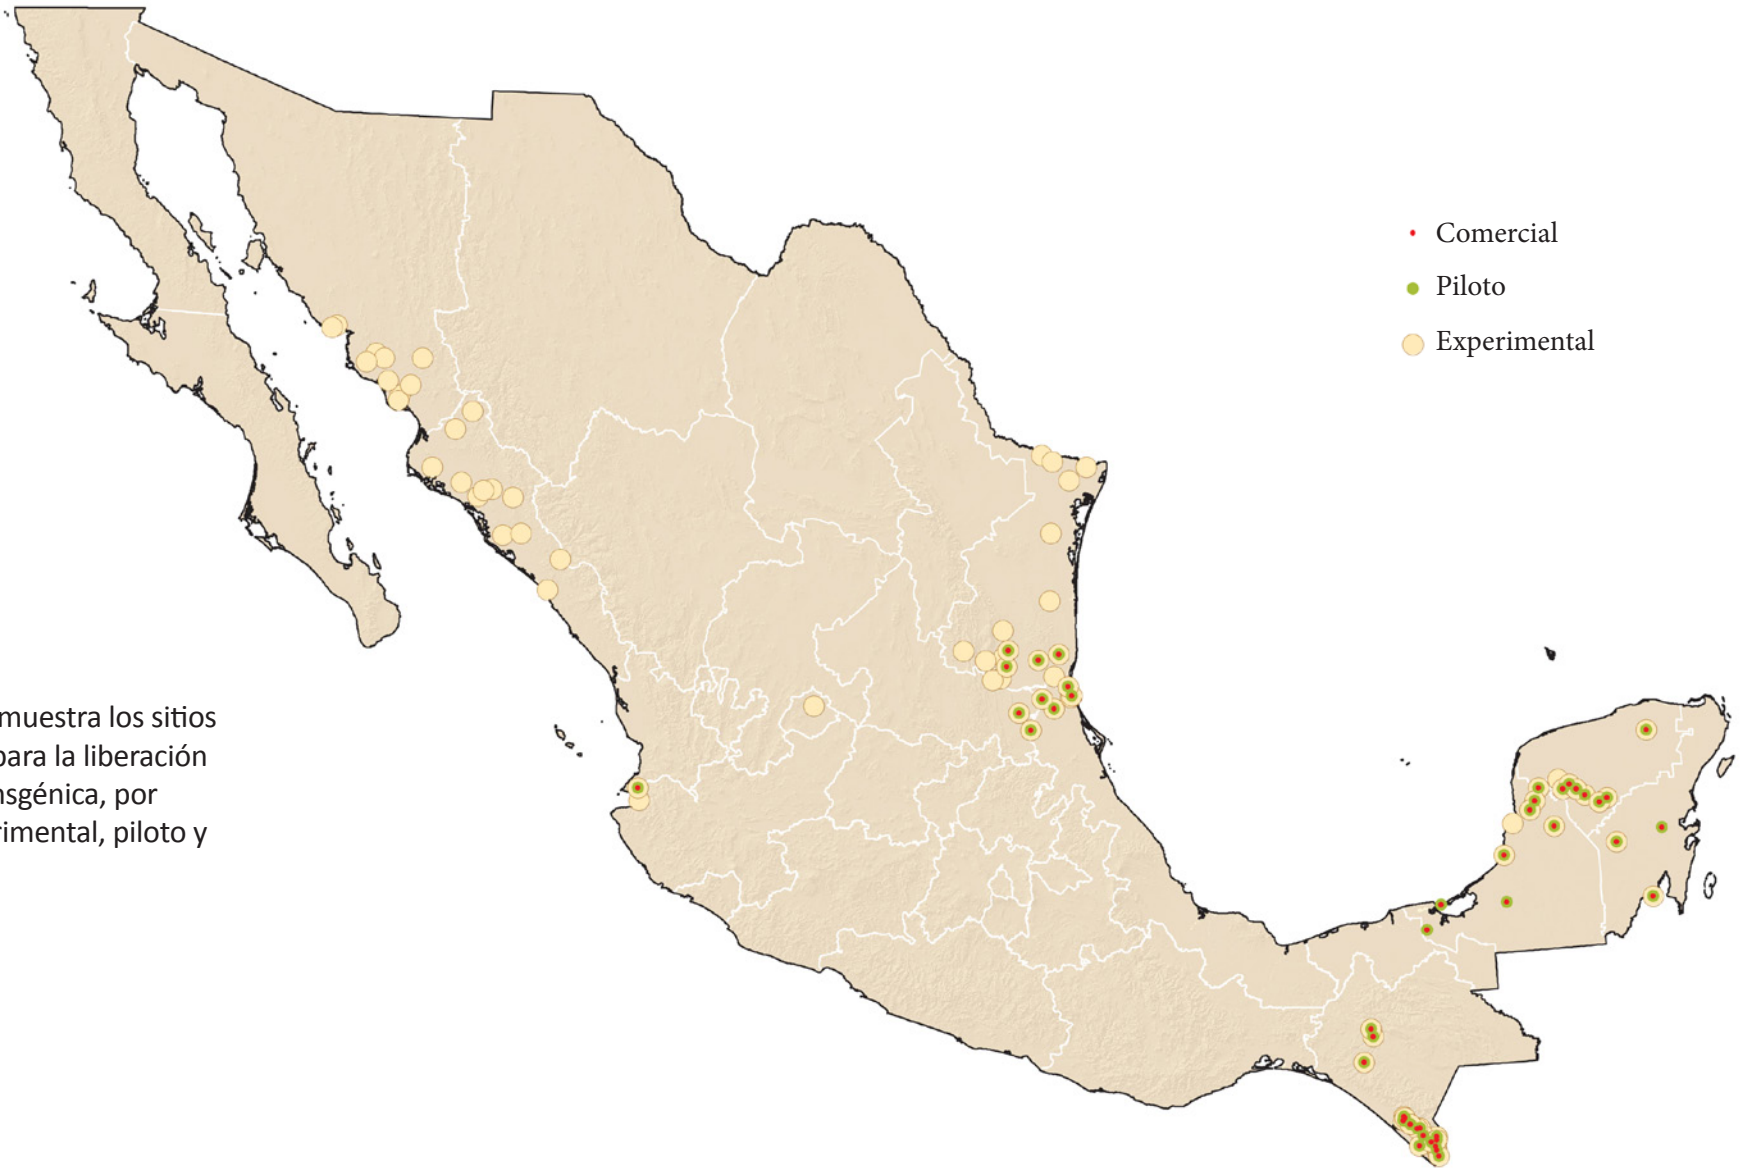 Comercial
Piloto
Experimental
muestra los sitios
para la liberación
nsgénica, por
rimental, piloto y